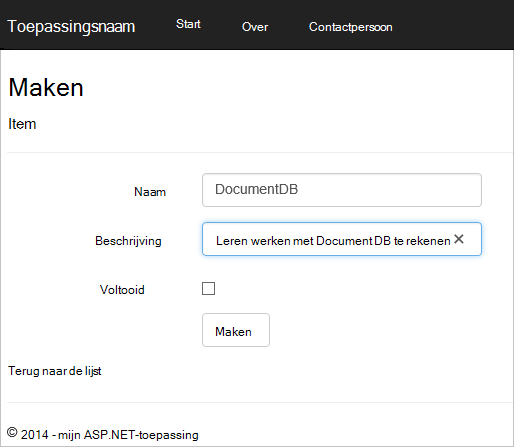 Toepassingsnaam Start Over Contactpersoon
Maken
Item
Naam DocumentDB
Beschrijving Leren werken met Document DB te rekenen
Voltooid
Maken
Terug naar de lijst
© 2014 - mijn ASP.NET-toepassing